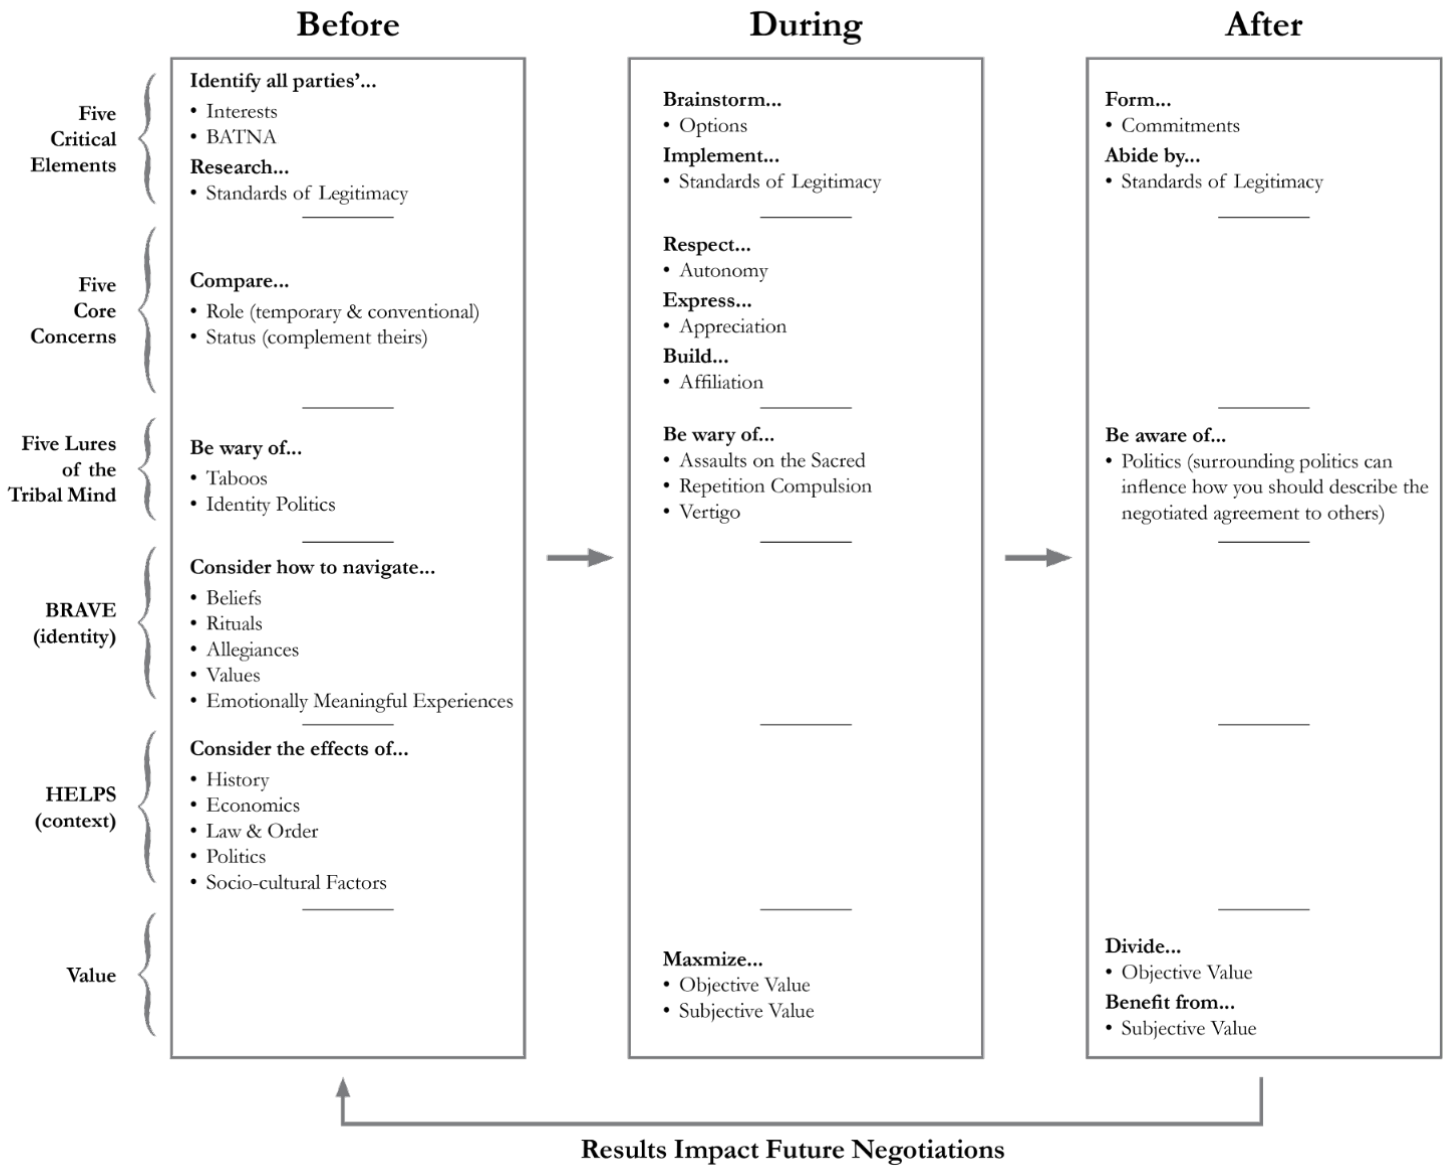 Before
During
After
Five
Critical
Elements
Identify all parties’...
• Interests
• BATNA
Research...
• Standards of Legitimacy
Brainstorm...
• Options
Implement...
• Standards of Legitimacy
Form...
• Commitments
Abide by...
• Standards of Legitimacy
Five
Core
Concerns
Compare...
• Role (temporary & conventional)
• Status (complement theirs)
Respect...
• Autonomy
Express...
• Appreciation
Build...
• Affiliation
Five Lures
of the
Tribal Mind
Be wary of...
• Taboos
• Identity Politics
Be wary of...
• Assaults on the Sacred
• Repetition Compulsion
• Vertigo
Be aware of...
• Politics (surrounding politics can
inflence how you should describe the
negotiated agreement to others)
BRAVE
(identity)
Consider how to navigate...
• Beliefs
• Rituals
• Allegiances
• Values
• Emotionally Meaningful Experiences
HELPS
(context)
Consider the effects of...
• History
• Economics
• Law & Order
• Politics
• Socio-cultural Factors
Value
Maxmize...
• Objective Value
• Subjective Value
Divide...
• Objective Value
Benefit from...
• Subjective Value
Results Impact Future Negotiations